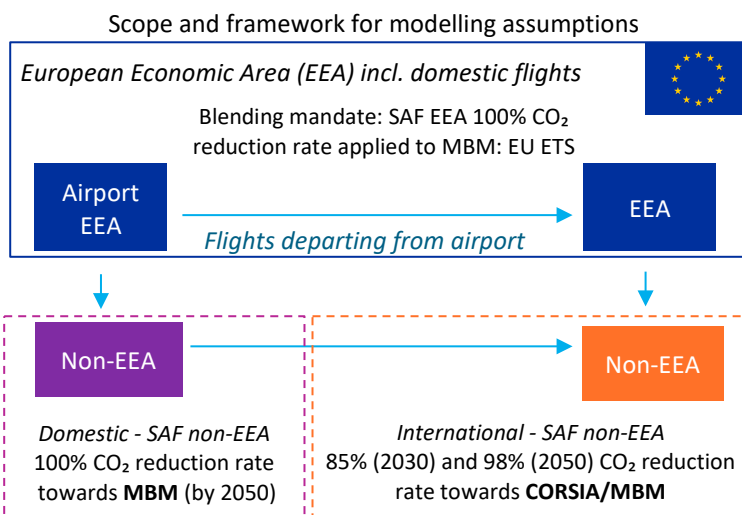 Scope and framework for modelling assumptions
European Economic Area (EEA) incl. domestic flights
Blending mandate: SAF EEA 100% CO₂
reduction rate applied to MBM: EU ETS
Airport
EEA
EEA
Flights departing from airport
Non-EEA
Non-EEA
Domestic - SAF non-EEA
100% CO₂ reduction rate
towards MBM (by 2050)
International - SAF non-EEA
85% (2030) and 98% (2050) CO₂ reduction
rate towards CORSIA/MBM